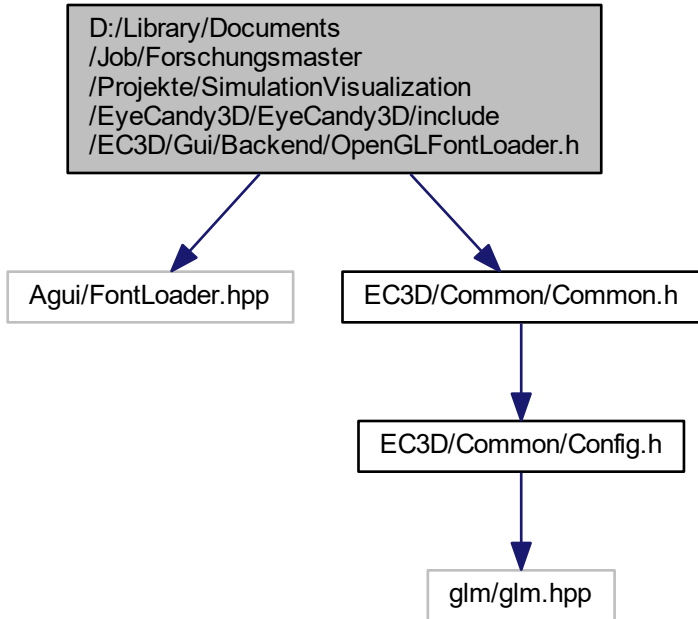 D:/Library/Documents
/Job/Forschungsmaster
/Projekte/SimulationVisualization
/EyeCandy3D/EyeCandy3D/include
/EC3D/Gui/Backend/OpenGLFontLoader.h
Agui/FontLoader.hpp
EC3D/Common/Common.h
EC3D/Common/Config.h
glm/glm.hpp